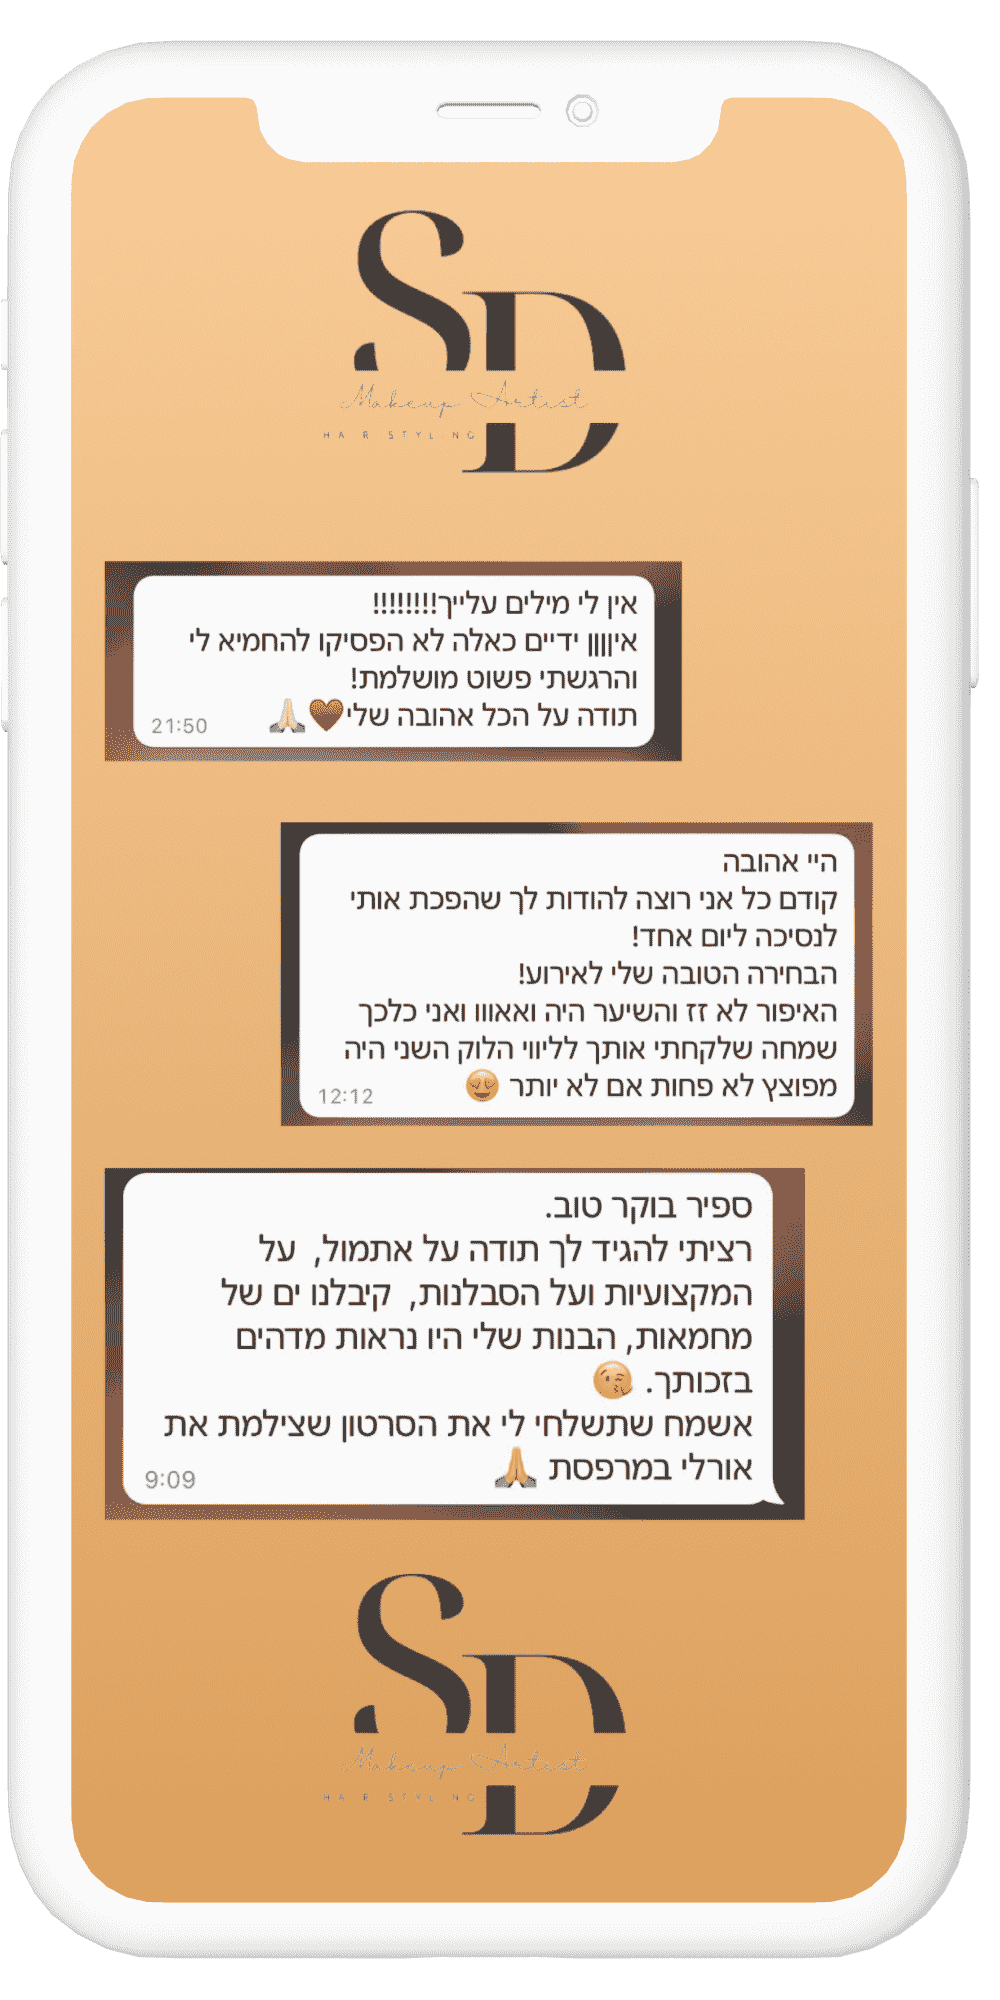 SD
Makeup Artist
HAIR STYLING
אין לי מילים עלייך!!!!!!!!
איןןןן ידיים כאלה לא הפסיקו להחמיא לי
והרגשתי פשוט מושלמת!
תודה על הכל אהובה שלי🤎🙏🏻
21:50
היי אהובה
קודם כל אני רוצה להודות לך שהפכת אותי
לנסיכה ליום אחד!
הבחירה הטובה שלי לאירוע!
האיפור לא זז והשיער היה וואאוו ואני כלכך
שמחה שלקחתי אותך לליווי הלוק השני היה
מפוצץ לא פחות אם לא יותר 😍
12:12
ספיר בוקר טוב.
רציתי להגיד לך תודה על אתמול, על
המקצועיות ועל הסבלנות, קיבלנו ים של
מחמאות, הבנות שלי היו נראות מדהים
בזכותך. 😘
אשמח שתשלחי לי את הסרטון שצילמת את
אורלי במרפסת 🙏
9:09
SD
Makeup Artist
HAIR STYLING